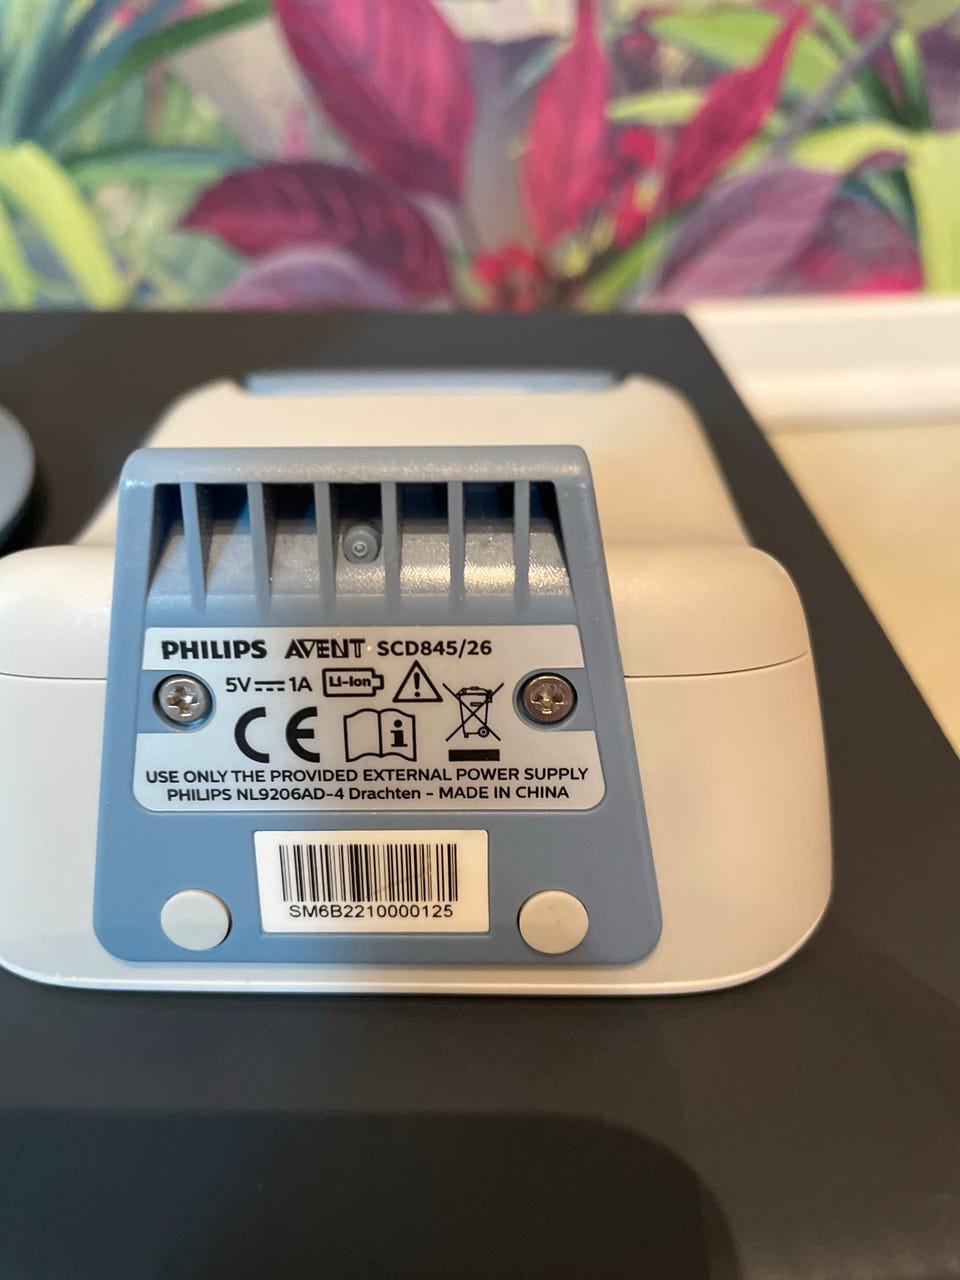 PHILIPS AVENT SCD845/26
5V 1A Li-Ion
CE i
USE ONLY THE PROVIDED EXTERNAL POWER SUPPLY
PHILIPS NL9206AD-4 Drachten - MADE IN CHINA
SM6B2210000125